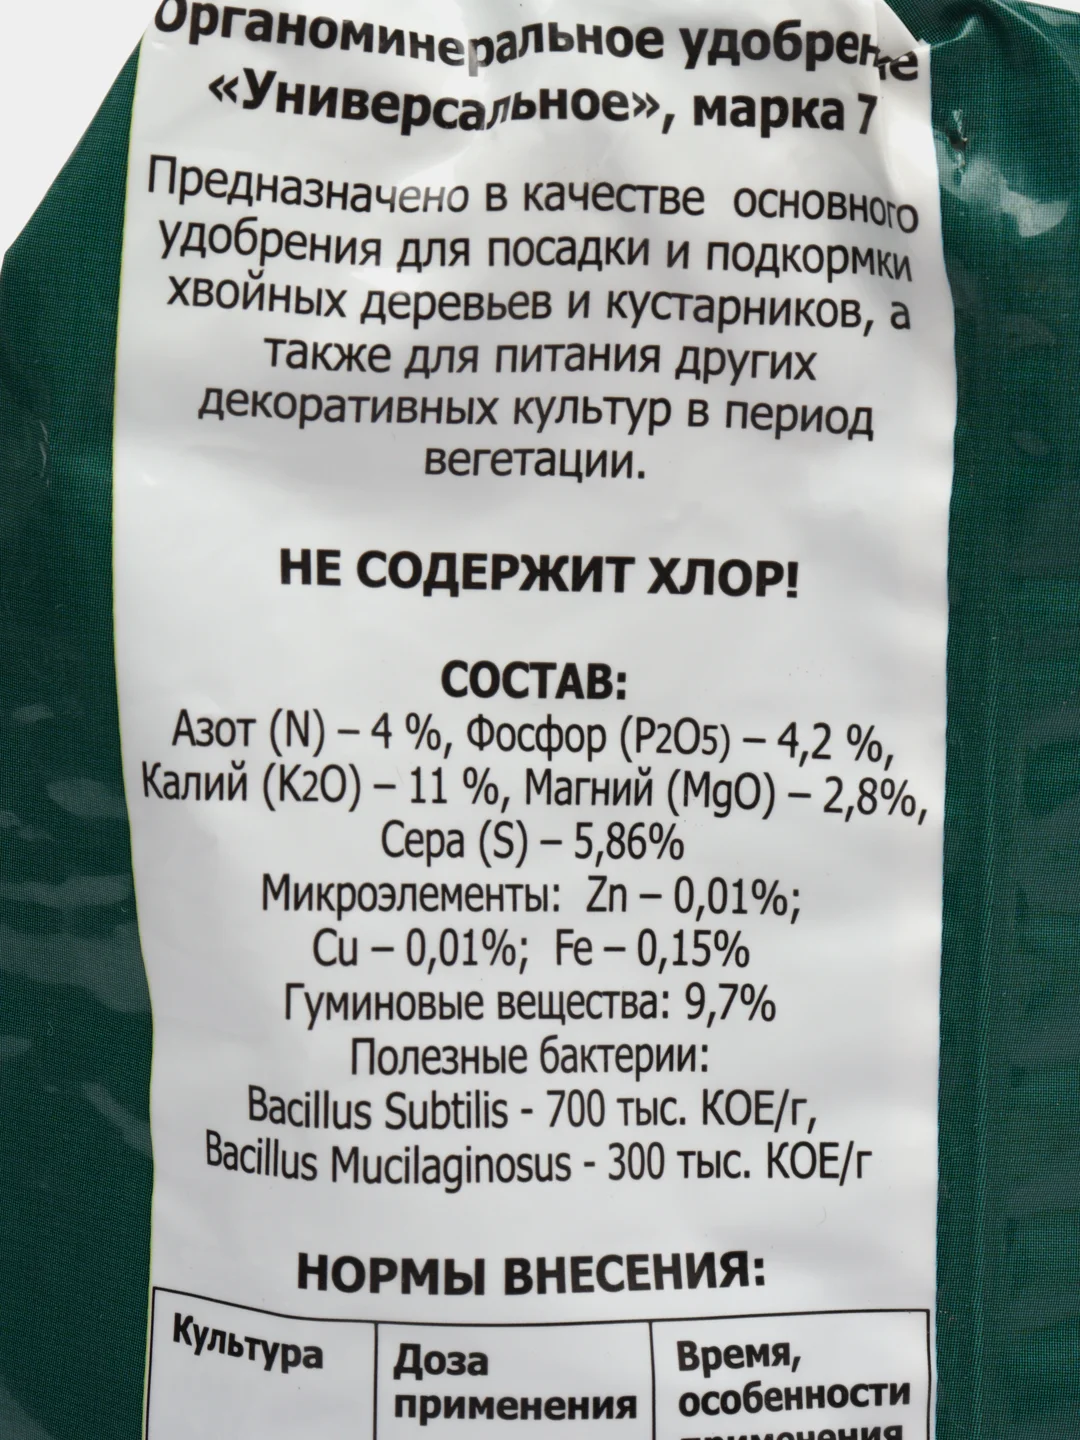 Органоминеральное удобрение
«Универсальное», марка 7
Предназначено в качестве основного
удобрения для посадки и подкормки
хвойных деревьев и кустарников, а
также для питания других
декоративных культур в период
вегетации.
НЕ СОДЕРЖИТ ХЛОР!
СОСТАВ:
Азот (N) – 4 %, Фосфор (P2O5) – 4,2 %,
Калий (K2O) – 11 %, Магний (MgO) – 2,8%,
Сера (S) – 5,86%
Микроэлементы: Zn – 0,01%;
Cu – 0,01%; Fe – 0,15%
Гуминовые вещества: 9,7%
Полезные бактерии:
Bacillus Subtilis - 700 тыс. КОЕ/г,
Bacillus Mucilaginosus - 300 тыс. КОЕ/г
НОРМЫ ВНЕСЕНИЯ:
Культура
Доза
применения
Время,
особенности
применения